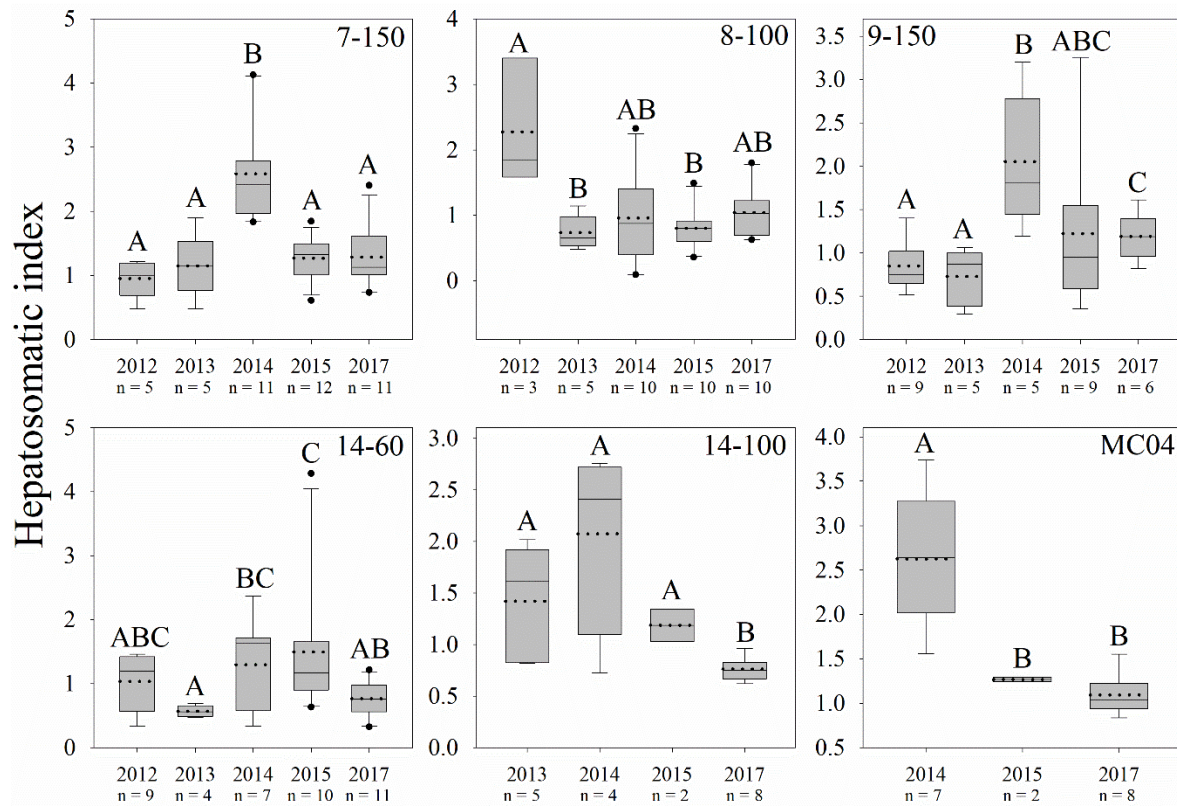 Hepatosomatic index
7-150
5
4
3
2
1
0
A A B A A
2012 2013 2014 2015 2017
n = 5 n = 5 n = 11 n = 12 n = 11
8-100
4
3
2
1
0
A B AB B AB
2012 2013 2014 2015 2017
n = 3 n = 5 n = 10 n = 10 n = 10
9-150
3.5
3.0
2.5
2.0
1.5
1.0
0.5
0.0
A A B ABC C
2012 2013 2014 2015 2017
n = 9 n = 5 n = 5 n = 9 n = 6
14-60
5
4
3
2
1
0
ABC A BC C AB
2012 2013 2014 2015 2017
n = 9 n = 4 n = 7 n = 10 n = 11
14-100
3.0
2.5
2.0
1.5
1.0
0.5
0.0
A A A B
2013 2014 2015 2017
n = 5 n = 4 n = 2 n = 8
MC04
4.0
3.5
3.0
2.5
2.0
1.5
1.0
0.5
A B B
2014 2015 2017
n = 7 n = 2 n = 8